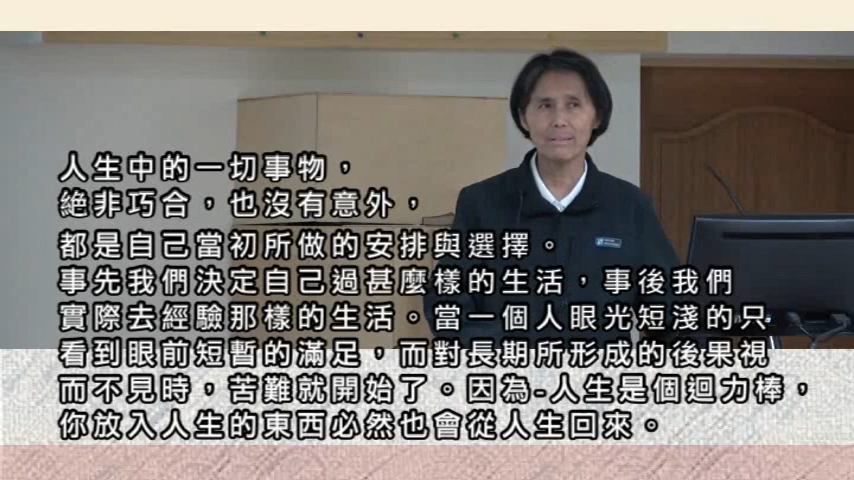 人生中的一切事物，
絕非巧合，也沒有意外，
都是自己當初所做的安排與選擇。
事先我們決定自己過甚麼樣的生活，事後我們
實際去經驗那樣的生活。當一個人眼光短淺的只
看到眼前短暫的滿足，而對長期所形成的後果視
而不見時，苦難就開始了。因為-人生是個迴力棒，
你放入人生的東西必然也會從人生回來。